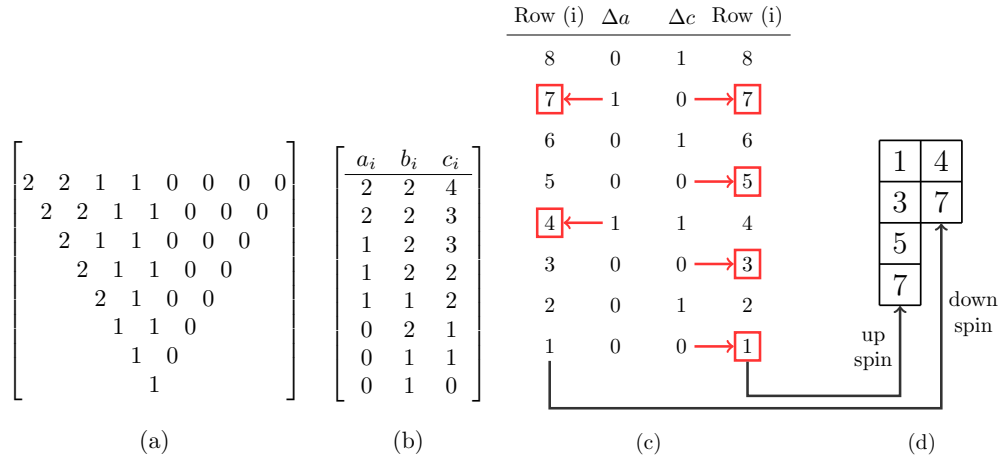 Row (i) Δa Δc Row (i)
8 0 1 8
7 1 0 7
6 0 1 6
5 0 0 5
4 1 1 4
3 0 0 3
2 0 1 2
1 0 0 1
2 2 1 1 0 0 0 0
2 2 1 1 0 0 0
2 1 1 0 0 0
2 1 1 0 0
2 1 0 0
1 1 0
1 0
1
a_i b_i c_i
2 2 4
2 2 3
1 2 3
1 2 2
1 1 2
0 2 1
0 1 1
0 1 0
1 4
3 7
5
7
up
spin
down
spin
(a) (b) (c) (d)